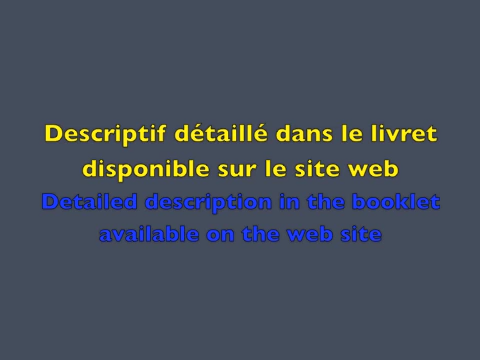 Descriptif détaillé dans le livret
disponible sur le site web
Detailed description in the booklet
available on the web site